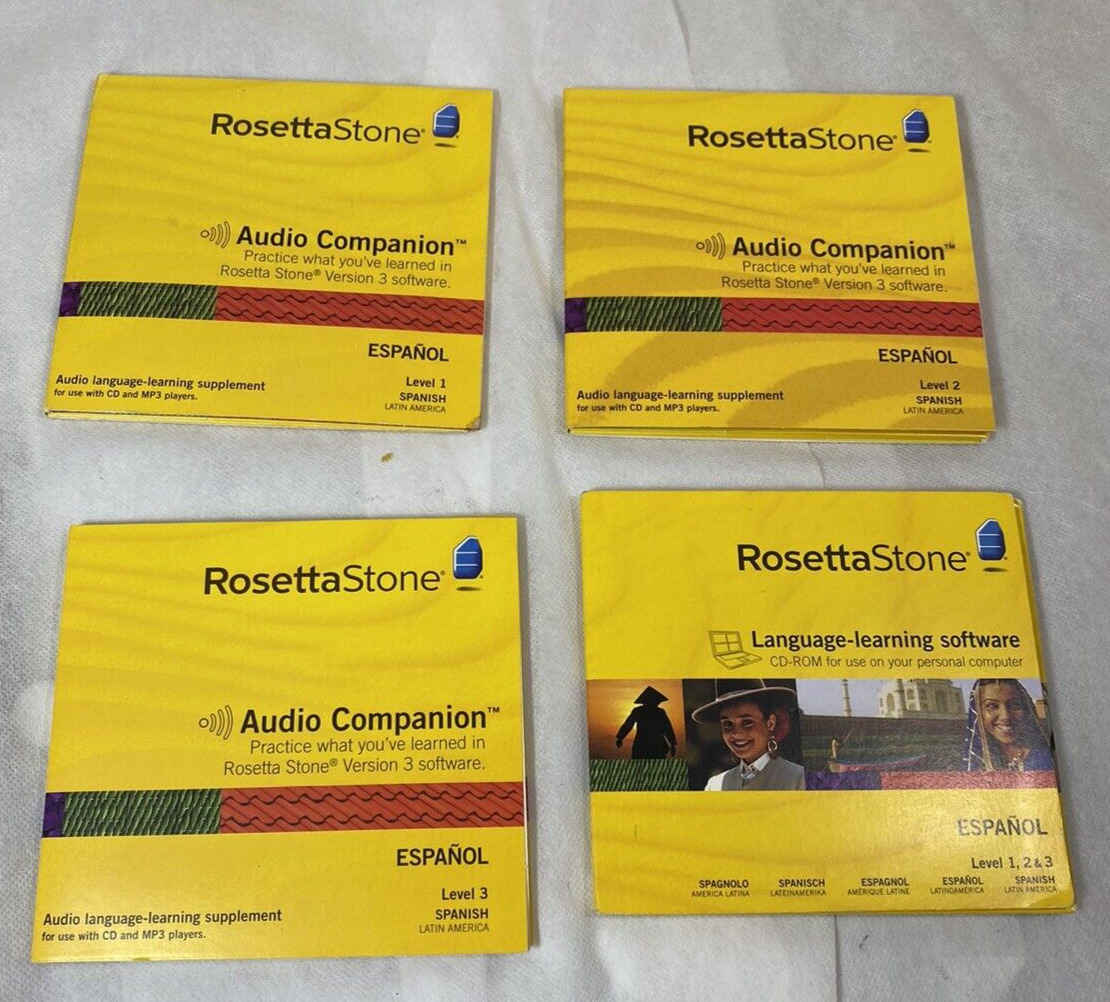 RosettaStone®
Audio Companion™
Practice what you've learned in
Rosetta Stone® Version 3 software.
ESPAÑOL
Level 1
SPANISH
LATIN AMERICA
Audio language-learning supplement
for use with CD and MP3 players.
RosettaStone®
Audio Companion™
Practice what you've learned in
Rosetta Stone® Version 3 software.
ESPAÑOL
Level 2
SPANISH
LATIN AMERICA
Audio language-learning supplement
for use with CD and MP3 players.
RosettaStone®
Audio Companion™
Practice what you've learned in
Rosetta Stone® Version 3 software.
ESPAÑOL
Level 3
SPANISH
LATIN AMERICA
Audio language-learning supplement
for use with CD and MP3 players.
RosettaStone®
Language-learning software
CD-ROM for use on your personal computer
ESPAÑOL
Level 1, 2 & 3
SPAGNOLO SPANISCH ESPAGNOL ESPAÑOL SPANISH
AMERICA LATINA LATEINAMERIKA AMÉRIQUE LATINE LATINOAMÉRICA LATIN AMERICA